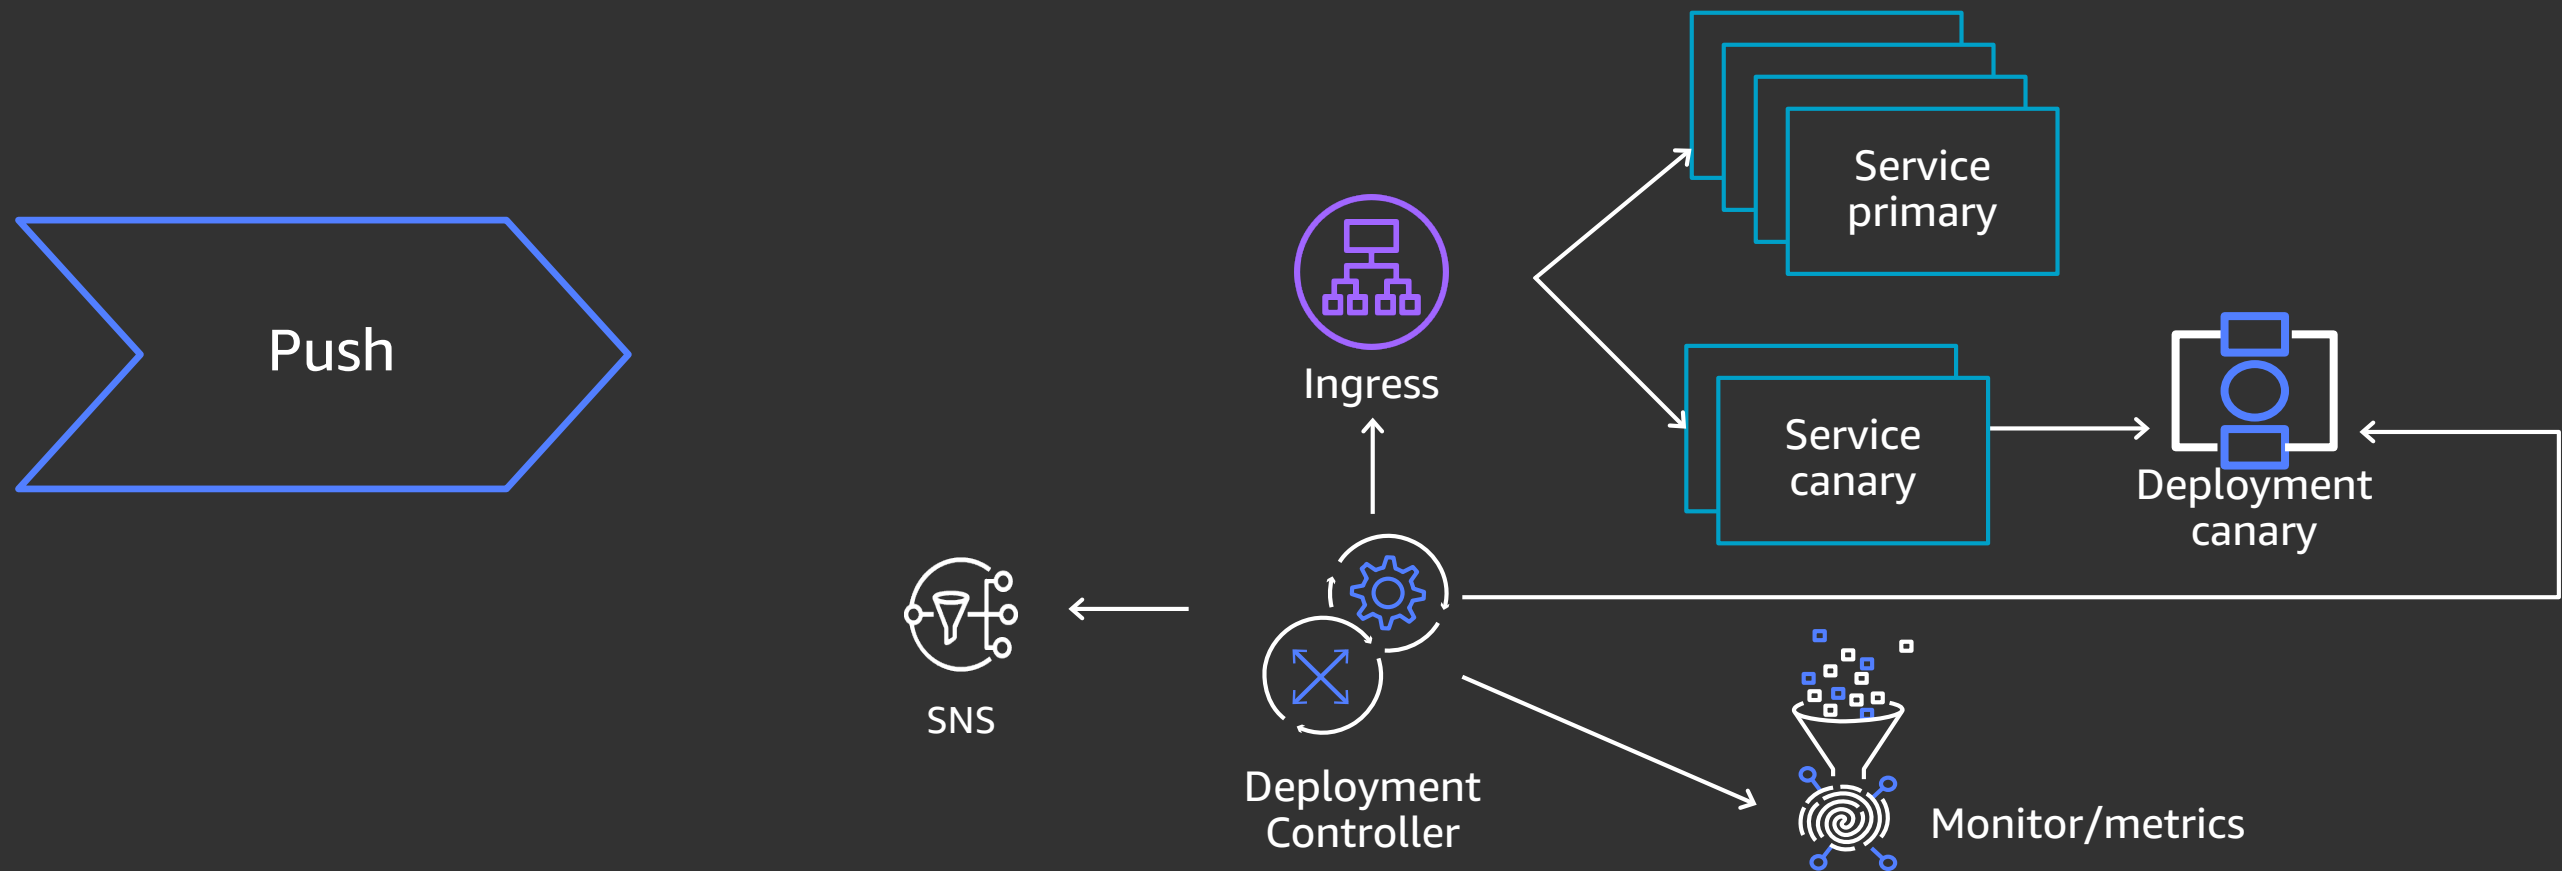 Push
Service
primary
Ingress
Service
canary
Deployment
canary
SNS
Deployment
Controller
Monitor/metrics